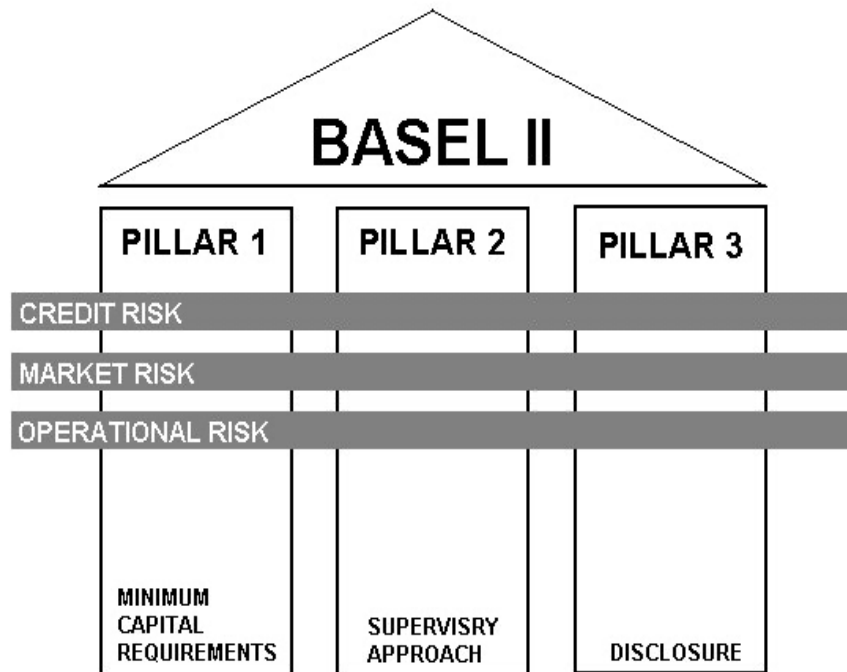 BASEL II
PILLAR 1
PILLAR 2
PILLAR 3
CREDIT RISK
MARKET RISK
OPERATIONAL RISK
MINIMUM
CAPITAL
REQUIREMENTS
SUPERVISRY
APPROACH
DISCLOSURE